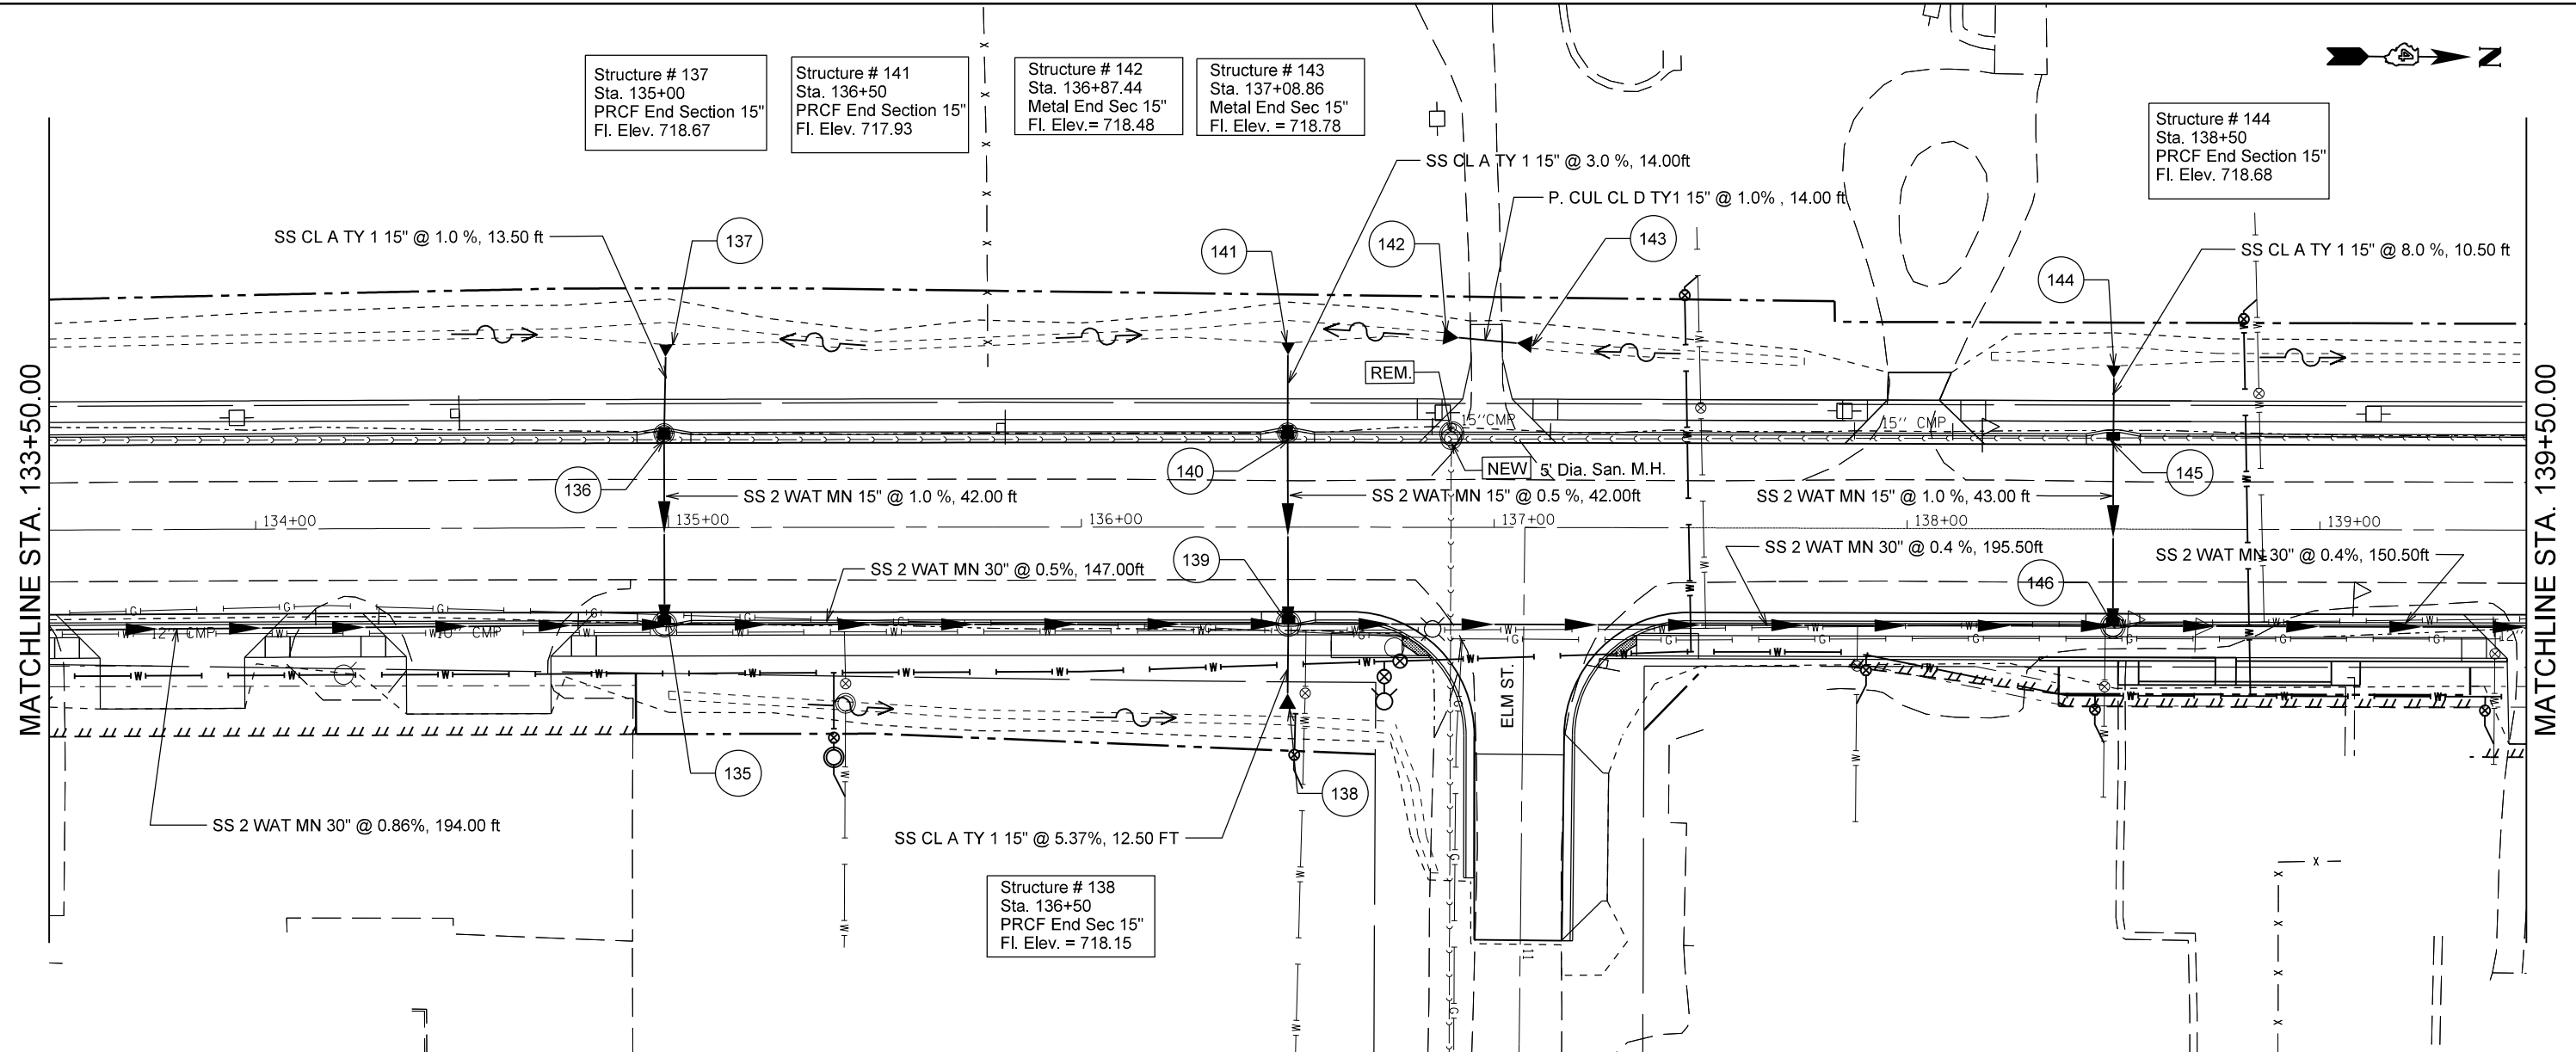 Structure # 137
Sta. 135+00
PRCF End Section 15"
Fl. Elev. 718.67
Structure # 141
Sta. 136+50
PRCF End Section 15"
Fl. Elev. 717.93
Structure # 142
Sta. 136+87.44
Metal End Sec 15"
Fl. Elev.= 718.48
Structure # 143
Sta. 137+08.86
Metal End Sec 15"
Fl. Elev. = 718.78
Structure # 144
Sta. 138+50
PRCF End Section 15"
Fl. Elev. 718.68
N
SS CL A TY 1 15" @ 3.0 %, 14.00ft
P. CUL CL D TY1 15" @ 1.0% , 14.00 ft
SS CL A TY 1 15" @ 1.0 %, 13.50 ft
137
141
142
143
144
SS CL A TY 1 15" @ 8.0 %, 10.50 ft
MATCHLINE STA. 133+50.00
MATCHLINE STA. 139+50.00
REM.
15''CMP
15'' CMP
NEW 5' Dia. San. M.H.
136
140
145
SS 2 WAT MN 15" @ 1.0 %, 42.00 ft
SS 2 WAT MN 15" @ 0.5 %, 42.00ft
SS 2 WAT MN 15" @ 1.0 %, 43.00 ft
134+00
135+00
136+00
137+00
138+00
139+00
SS 2 WAT MN 30" @ 0.5%, 147.00ft
139
SS 2 WAT MN 30" @ 0.4 %, 195.50ft
SS 2 WAT MN 30" @ 0.4%, 150.50ft
146
12'' CMP
10'' CMP
12''
ELM ST.
135
138
SS 2 WAT MN 30" @ 0.86%, 194.00 ft
SS CL A TY 1 15" @ 5.37%, 12.50 FT
Structure # 138
Sta. 136+50
PRCF End Sec 15"
Fl. Elev. = 718.15
11